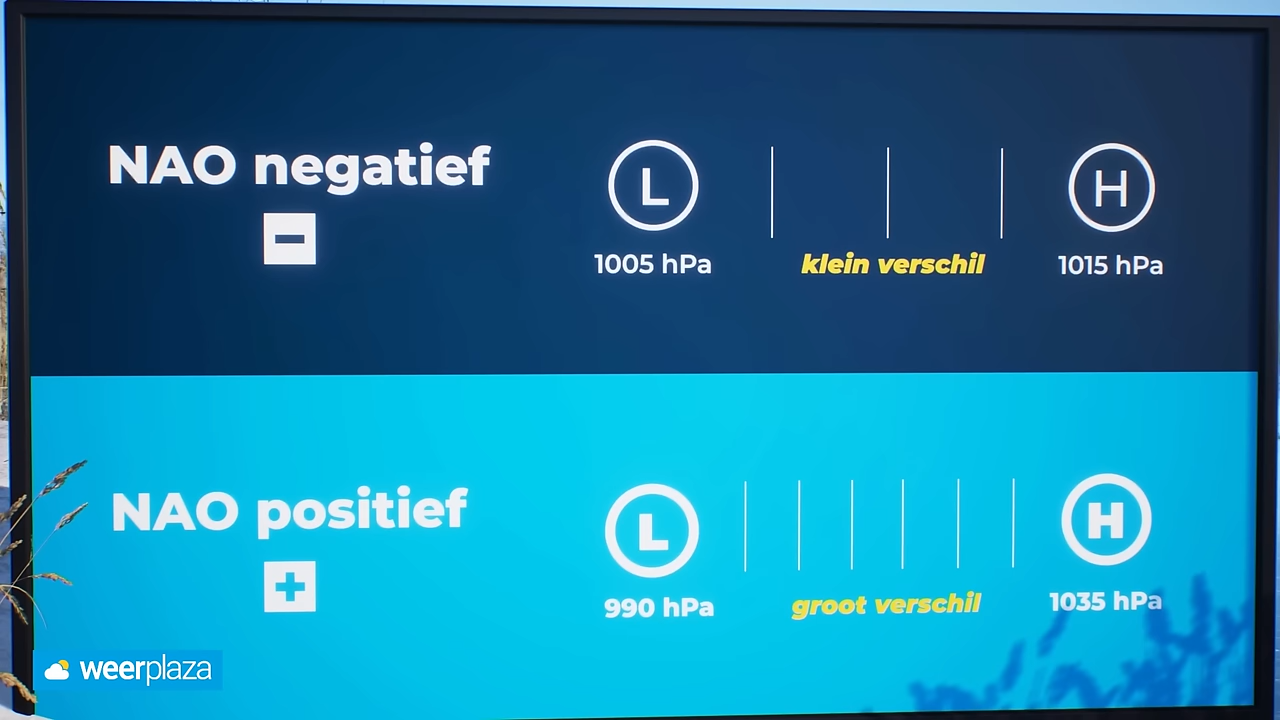 NAO negatief
L
H
1005 hPa
klein verschil
1015 hPa
NAO positief
L
H
990 hPa
groot verschil
1035 hPa
weerplaza